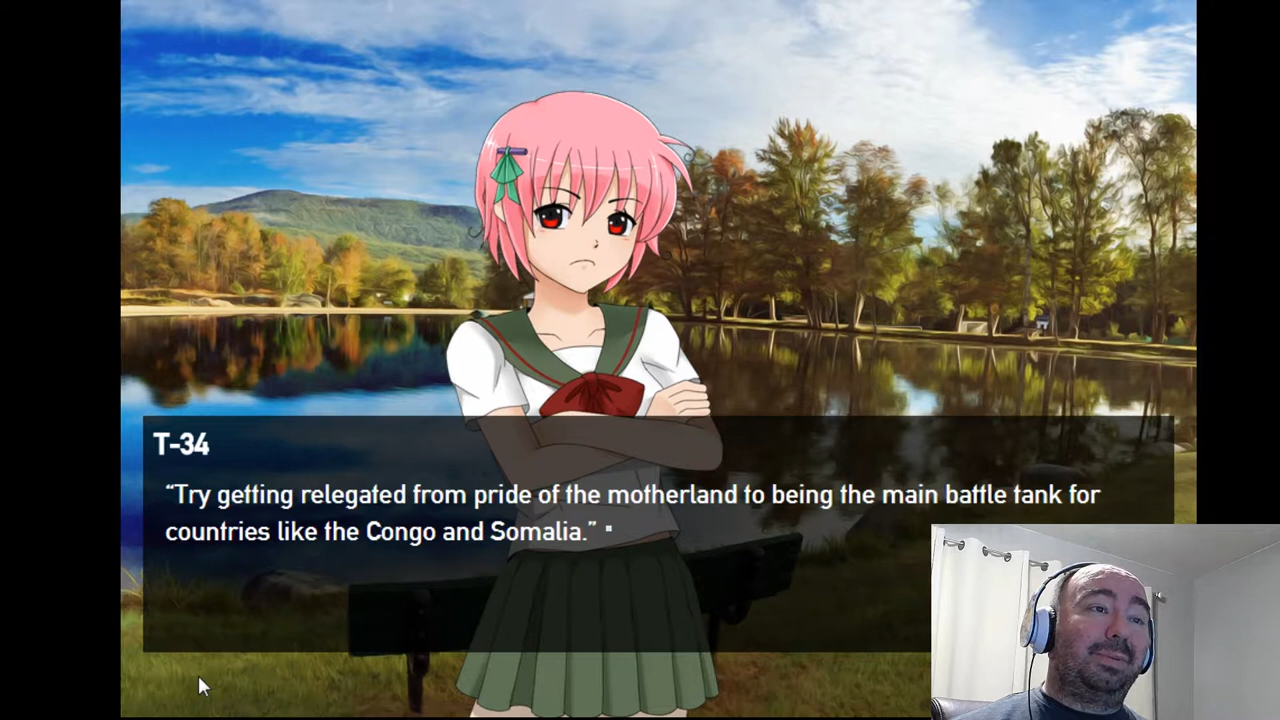 T-34
“Try getting relegated from pride of the motherland to being the main battle tank for
countries like the Congo and Somalia.”